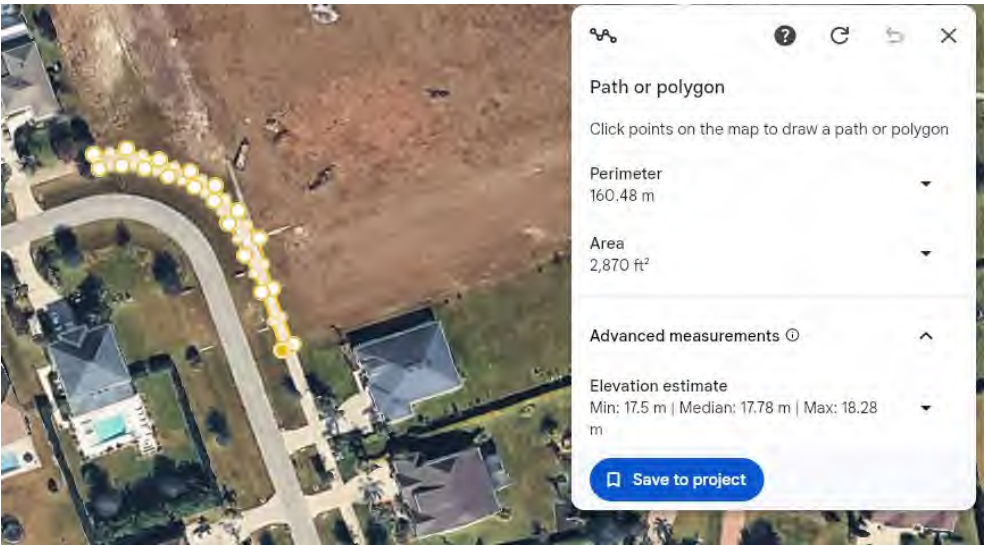 Path or polygon
Click points on the map to draw a path or polygon
Perimeter
160.48 m
Area
2,870 ft²
Advanced measurements
Elevation estimate
Min: 17.5 m | Median: 17.78 m | Max: 18.28
m
Save to project